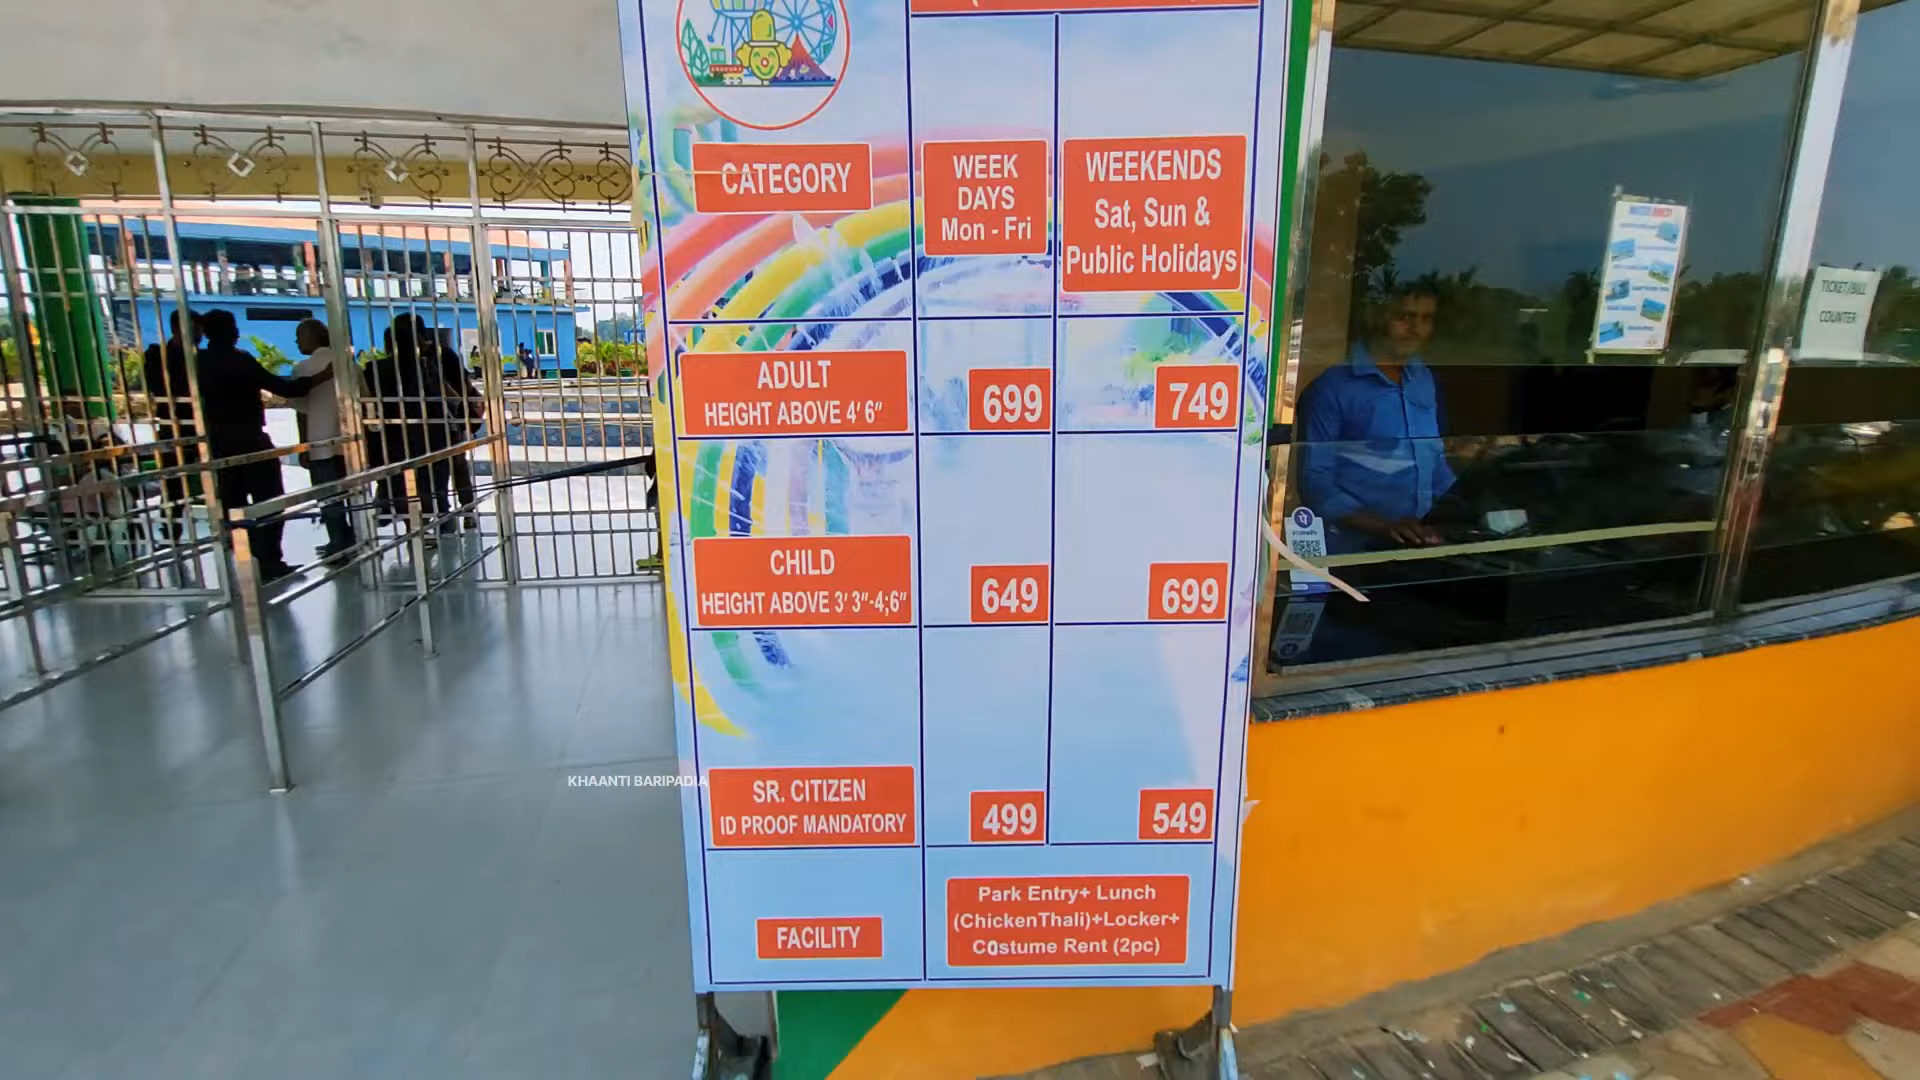 CATEGORY
WEEK
DAYS
Mon - Fri
WEEKENDS
Sat, Sun &
Public Holidays
ADULT
HEIGHT ABOVE 4' 6"
699
749
CHILD
HEIGHT ABOVE 3' 3"-4;6"
649
699
SR. CITIZEN
ID PROOF MANDATORY
499
549
FACILITY
Park Entry+ Lunch
(ChickenThali)+Locker+
Costume Rent (2pc)
TICKET/BILL
COUNTER
पे
KHAANTI BARIPADIA